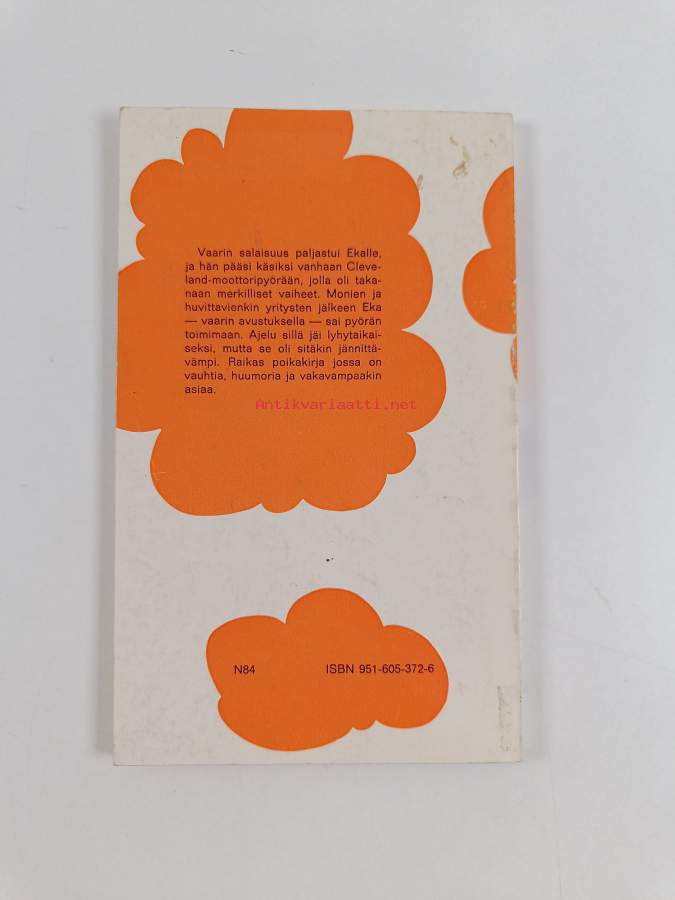 Vaarin salaisuus paljastui Ekalle,
ja hän pääsi käsiksi vanhaan Cleve-
land-moottoripyörään, jolla oli taka-
naan merkilliset vaiheet. Monien ja
huvittavienkin yritysten jälkeen Eka
— vaarin avustuksella — sai pyörän
toimimaan. Ajelu sillä jäi lyhytaikai-
seksi, mutta se oli sitäkin jännittä-
vämpi. Raikas poikakirja jossa on
vauhtia, huumoria ja vakavampaakin
asiaa.
Antikvariaatti.net
N84 ISBN 951-605-372-6